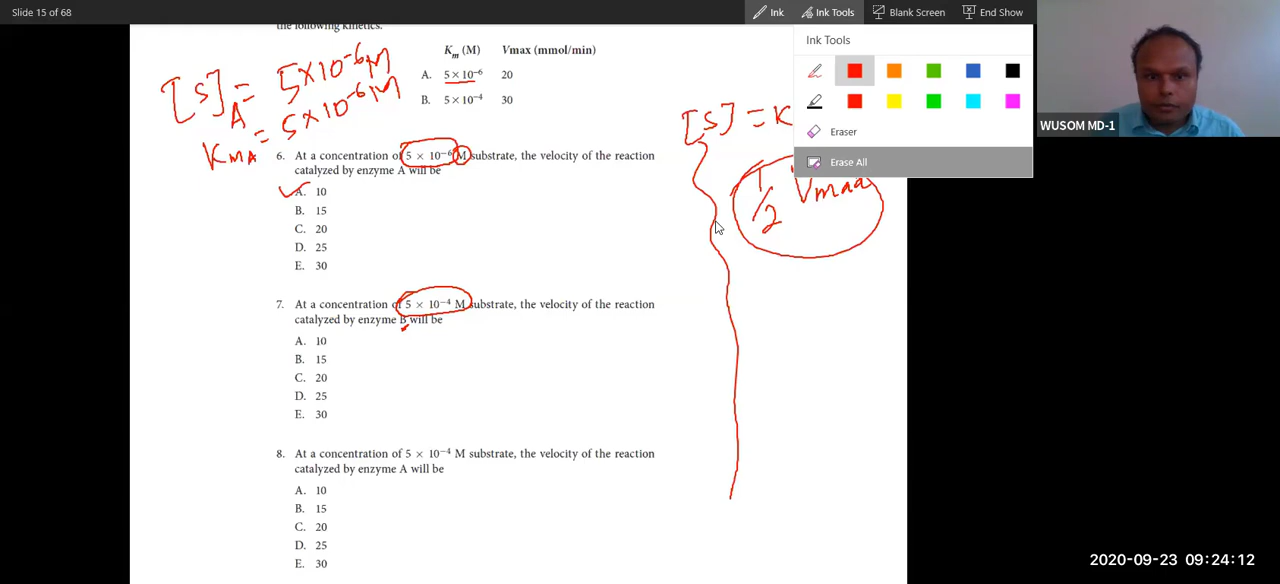 Slide 15 of 68
Ink
Ink Tools
Blank Screen
End Show
Ink Tools
Eraser
Erase All
WUSOM MD-1
the following kinetics.
Km (M) Vmax (mmol/min)
A. 5 × 10−6 20
B. 5 × 10−4 30
[S]A = 5×10-6M
KMA = 5×10-6M
[S] = K
1/2 Vmax
6. At a concentration of 5 × 10−6 M substrate, the velocity of the reaction
catalyzed by enzyme A will be
A. 10
B. 15
C. 20
D. 25
E. 30
7. At a concentration of 5 × 10−4 M substrate, the velocity of the reaction
catalyzed by enzyme B will be
A. 10
B. 15
C. 20
D. 25
E. 30
8. At a concentration of 5 × 10−4 M substrate, the velocity of the reaction
catalyzed by enzyme A will be
A. 10
B. 15
C. 20
D. 25
E. 30
2020-09-23 09:24:12